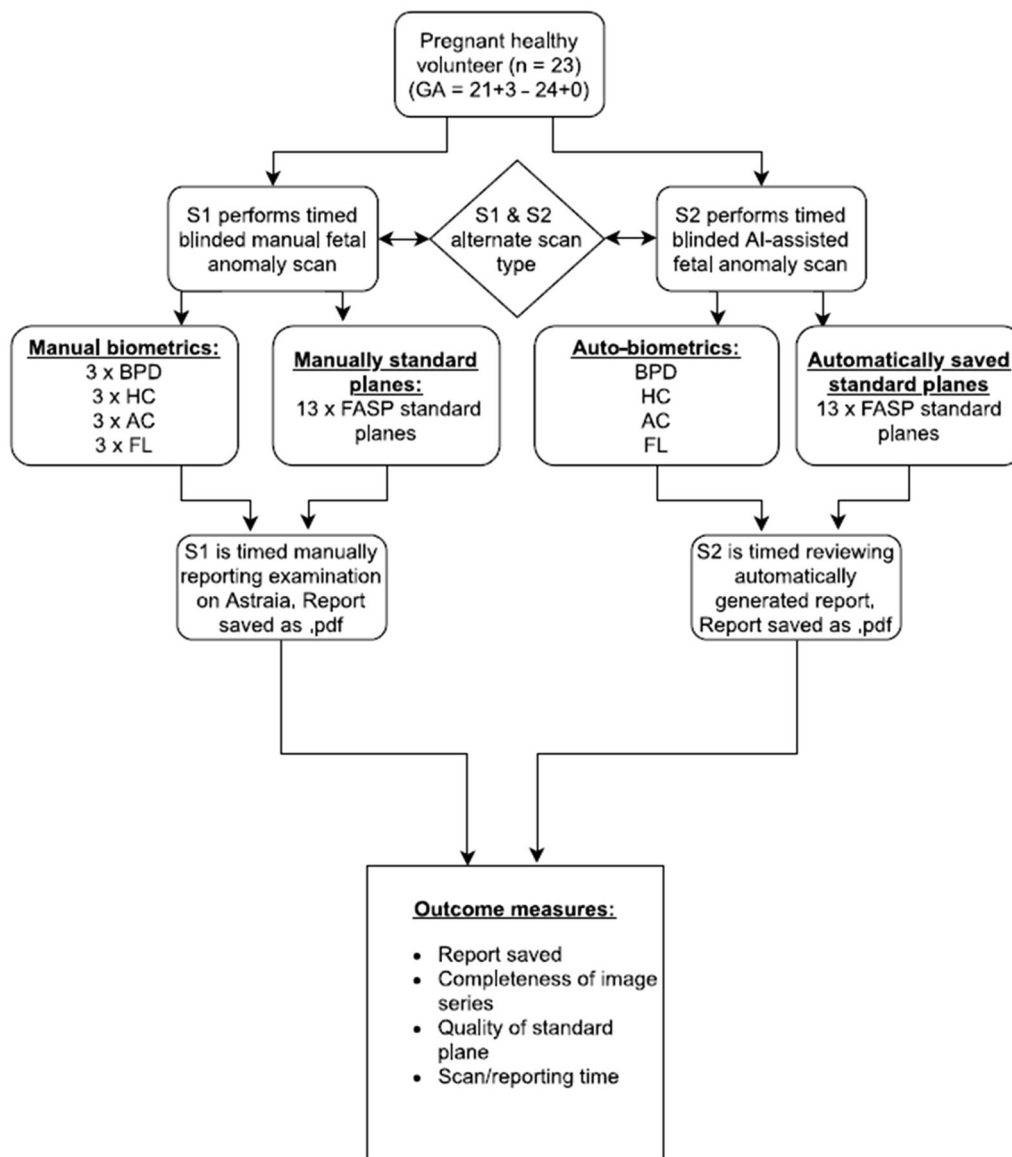 Pregnant healthy
volunteer (n = 23)
(GA = 21+3 - 24+0)
S1 performs timed
blinded manual fetal
anomaly scan
S1 & S2
alternate scan
type
S2 performs timed
blinded AI-assisted
fetal anomaly scan
Manual biometrics:
3 x BPD
3 x HC
3 x AC
3 x FL
Manually standard
planes:
13 x FASP standard
planes
Auto-biometrics:
BPD
HC
AC
FL
Automatically saved
standard planes
13 x FASP standard
planes
S1 is timed manually
reporting examination
on Astraia, Report
saved as .pdf
S2 is timed reviewing
automatically
generated report,
Report saved as .pdf
Outcome measures:
• Report saved
• Completeness of image
series
• Quality of standard
plane
• Scan/reporting time